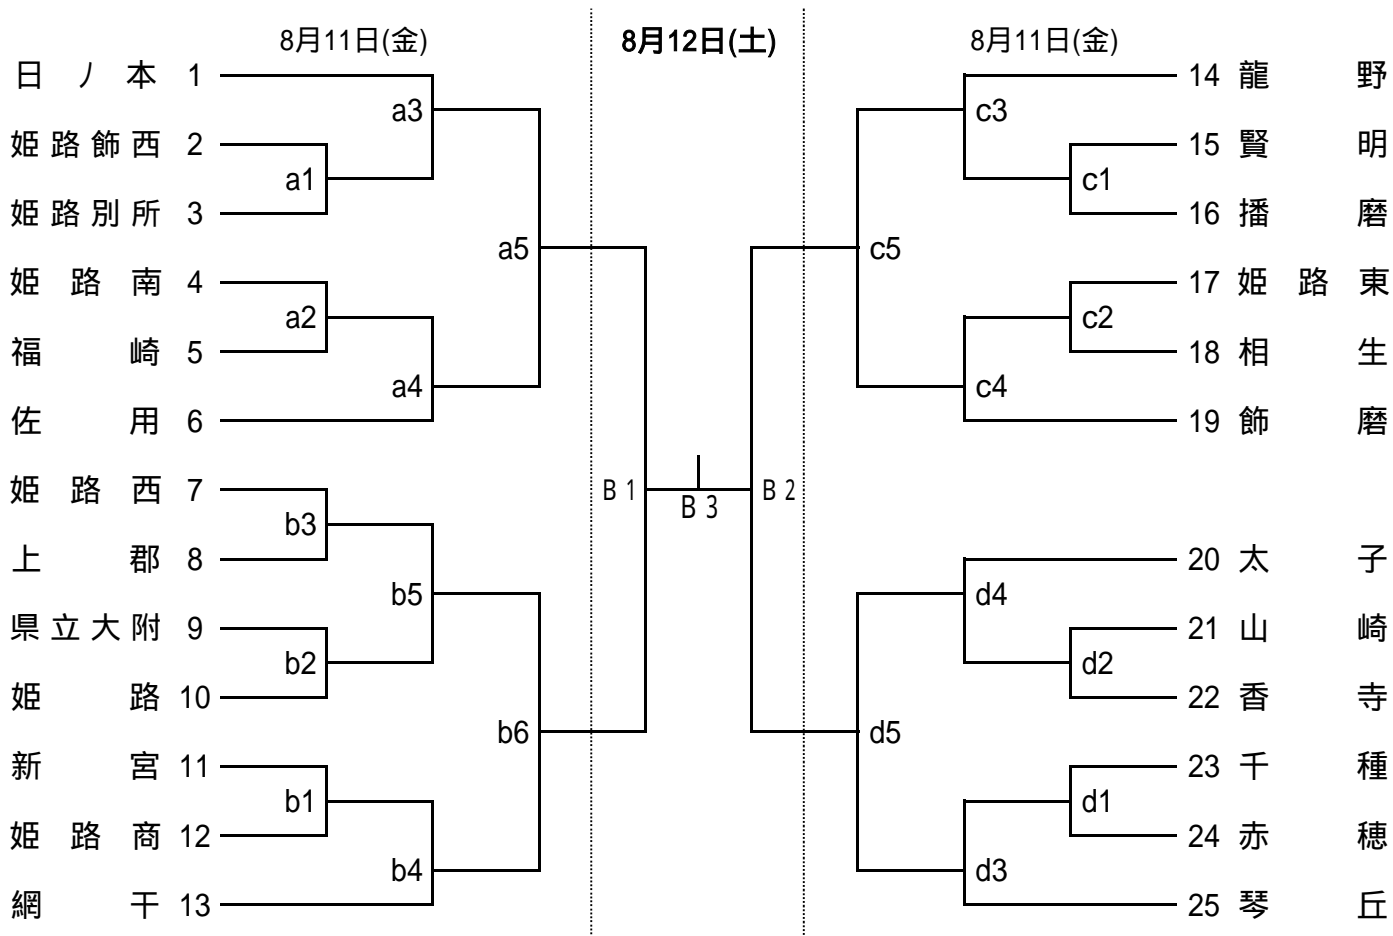 8月11日(金) 8月12日(土) 8月11日(金)
日ノ本 1
a3
姫路飾西 2
a1
姫路別所 3
a5
姫路南 4
a2
福崎 5
a4
佐用 6
姫路西 7
b3
上郡 8
b5
県立大附 9
b2
姫路 10
b6
新宮 11
b1
姫路商 12
b4
網干 13
B 1
B 3
B 2
14 龍野
c3
15 賢明
c1
16 播磨
c5
17 姫路東
c2
18 相生
c4
19 飾磨
20 太子
d4
21 山崎
d2
22 香寺
d5
23 千種
d1
24 赤穂
d3
25 琴丘